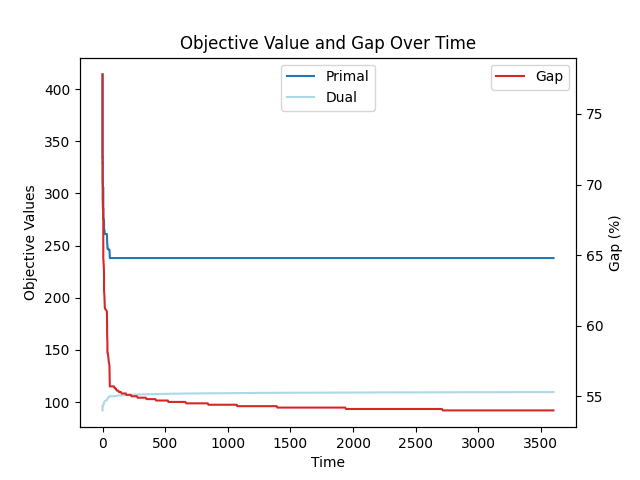 Objective Value and Gap Over Time
Primal
Dual
Gap
Objective Values
400
350
300
250
200
150
100
75
70
65
60
55
Gap (%)
0 500 1000 1500 2000 2500 3000 3500
Time